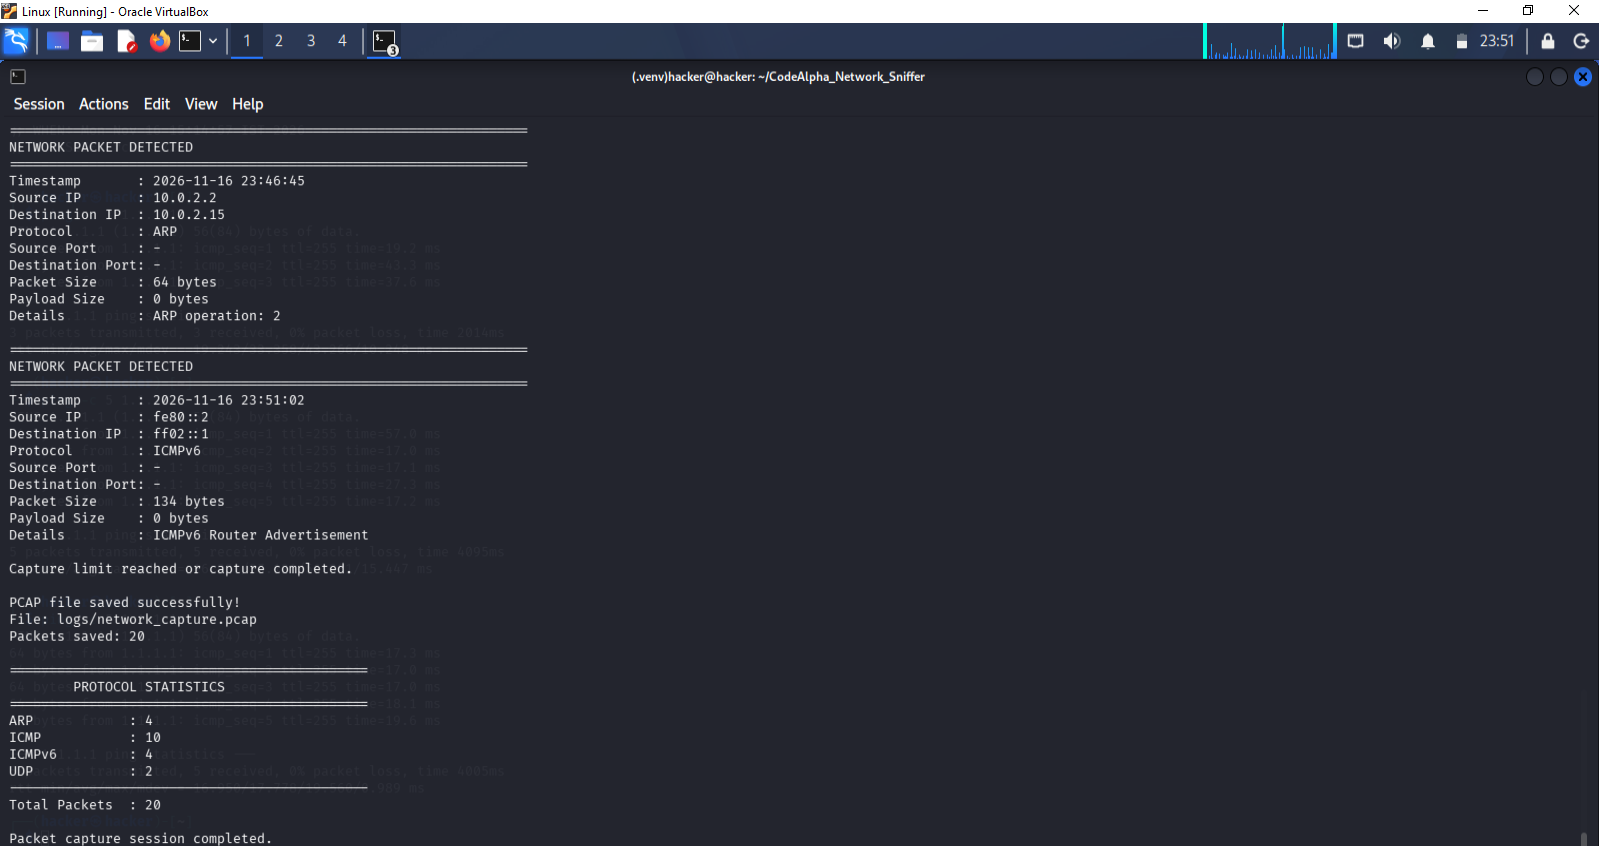 Linux [Running] - Oracle VirtualBox
1 2 3 4 3 23:51
(.venv)hacker@hacker: ~/CodeAlpha_Network_Sniffer
Session Actions Edit View Help
NETWORK PACKET DETECTED
Timestamp : 2026-11-16 23:46:45
Source IP : 10.0.2.2
Destination IP : 10.0.2.15
Protocol : ARP
Source Port : -
Destination Port: -
Packet Size : 64 bytes
Payload Size : 0 bytes
Details : ARP operation: 2
NETWORK PACKET DETECTED
Timestamp : 2026-11-16 23:51:02
Source IP : fe80::2
Destination IP : ff02::1
Protocol : ICMPv6
Source Port : -
Destination Port: -
Packet Size : 134 bytes
Payload Size : 0 bytes
Details : ICMPv6 Router Advertisement
Capture limit reached or capture completed.
PCAP file saved successfully!
File: logs/network_capture.pcap
Packets saved: 20
PROTOCOL STATISTICS
ARP : 4
ICMP : 10
ICMPv6 : 4
UDP : 2
Total Packets : 20
Packet capture session completed.